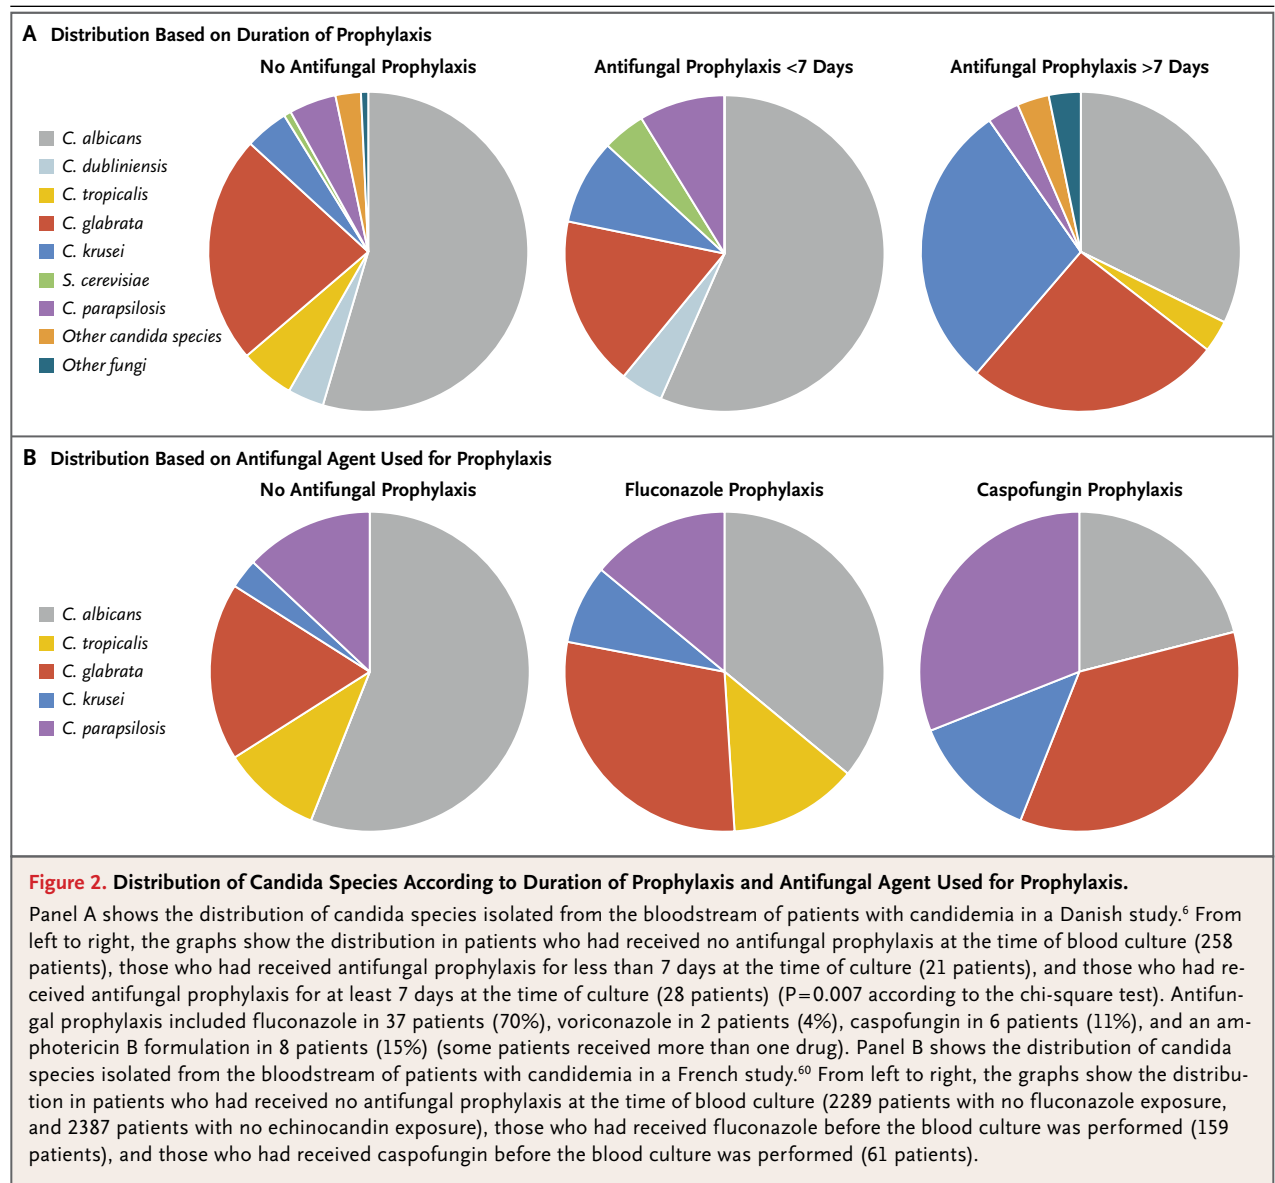 A Distribution Based on Duration of Prophylaxis
No Antifungal Prophylaxis
Antifungal Prophylaxis <7 Days
Antifungal Prophylaxis >7 Days
C. albicans
C. dubliniensis
C. tropicalis
C. glabrata
C. krusei
S. cerevisiae
C. parapsilosis
Other candida species
Other fungi
B Distribution Based on Antifungal Agent Used for Prophylaxis
No Antifungal Prophylaxis
Fluconazole Prophylaxis
Caspofungin Prophylaxis
C. albicans
C. tropicalis
C. glabrata
C. krusei
C. parapsilosis
Figure 2. Distribution of Candida Species According to Duration of Prophylaxis and Antifungal Agent Used for Prophylaxis.
Panel A shows the distribution of candida species isolated from the bloodstream of patients with candidemia in a Danish study.6 From
left to right, the graphs show the distribution in patients who had received no antifungal prophylaxis at the time of blood culture (258
patients), those who had received antifungal prophylaxis for less than 7 days at the time of culture (21 patients), and those who had re-
ceived antifungal prophylaxis for at least 7 days at the time of culture (28 patients) (P=0.007 according to the chi-square test). Antifun-
gal prophylaxis included fluconazole in 37 patients (70%), voriconazole in 2 patients (4%), caspofungin in 6 patients (11%), and an am-
photericin B formulation in 8 patients (15%) (some patients received more than one drug). Panel B shows the distribution of candida
species isolated from the bloodstream of patients with candidemia in a French study.60 From left to right, the graphs show the distribu-
tion in patients who had received no antifungal prophylaxis at the time of blood culture (2289 patients with no fluconazole exposure,
and 2387 patients with no echinocandin exposure), those who had received fluconazole before the blood culture was performed (159
patients), and those who had received caspofungin before the blood culture was performed (61 patients).